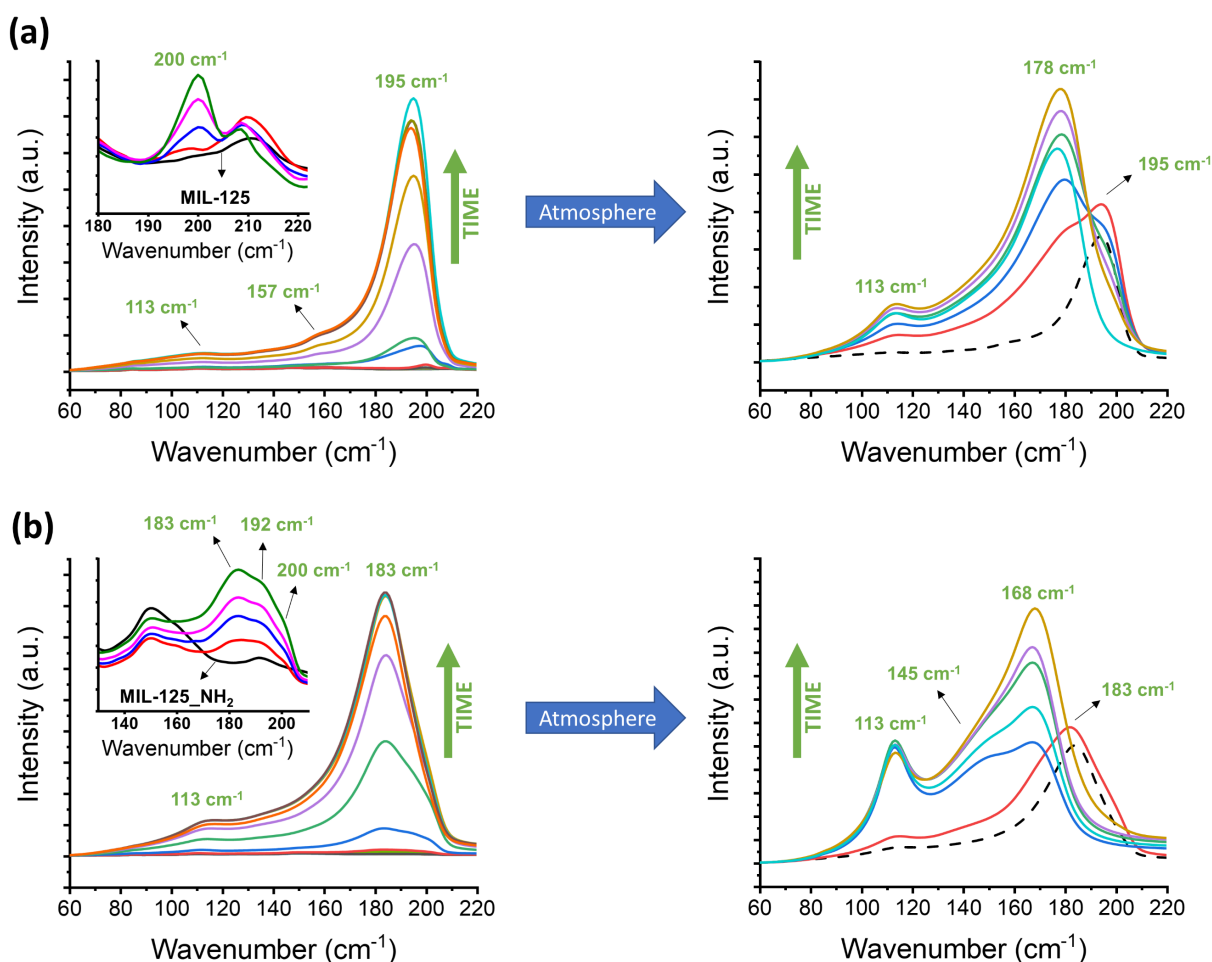 (a)
200 cm⁻¹
195 cm⁻¹
MIL-125
180 190 200 210 220
Wavenumber (cm⁻¹)
TIME
157 cm⁻¹
113 cm⁻¹
Intensity (a.u.)
60 80 100 120 140 160 180 200 220
Wavenumber (cm⁻¹)
Atmosphere
178 cm⁻¹
195 cm⁻¹
TIME
113 cm⁻¹
Intensity (a.u.)
60 80 100 120 140 160 180 200 220
Wavenumber (cm⁻¹)
(b)
183 cm⁻¹
192 cm⁻¹
200 cm⁻¹
183 cm⁻¹
MIL-125_NH₂
140 160 180 200
Wavenumber (cm⁻¹)
TIME
113 cm⁻¹
Intensity (a.u.)
60 80 100 120 140 160 180 200 220
Wavenumber (cm⁻¹)
Atmosphere
168 cm⁻¹
145 cm⁻¹
183 cm⁻¹
113 cm⁻¹
TIME
Intensity (a.u.)
60 80 100 120 140 160 180 200 220
Wavenumber (cm⁻¹)